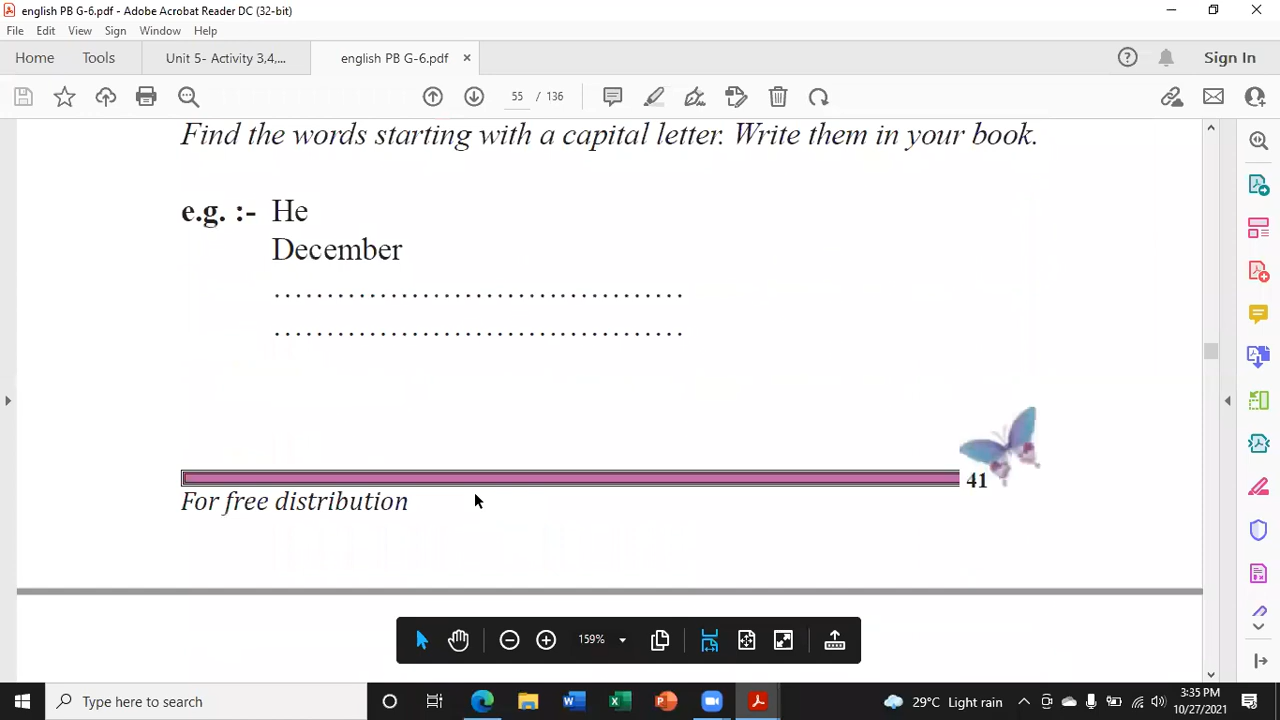 english PB G-6.pdf - Adobe Acrobat Reader DC (32-bit)
File Edit View Sign Window Help
Home Tools Unit 5- Activity 3,4,... english PB G-6.pdf × Sign In
55 / 136
Find the words starting with a capital letter. Write them in your book.
e.g. :- He
December
.......................................
.......................................
41
For free distribution
159%
Type here to search
29°C Light rain
3:35 PM
10/27/2021